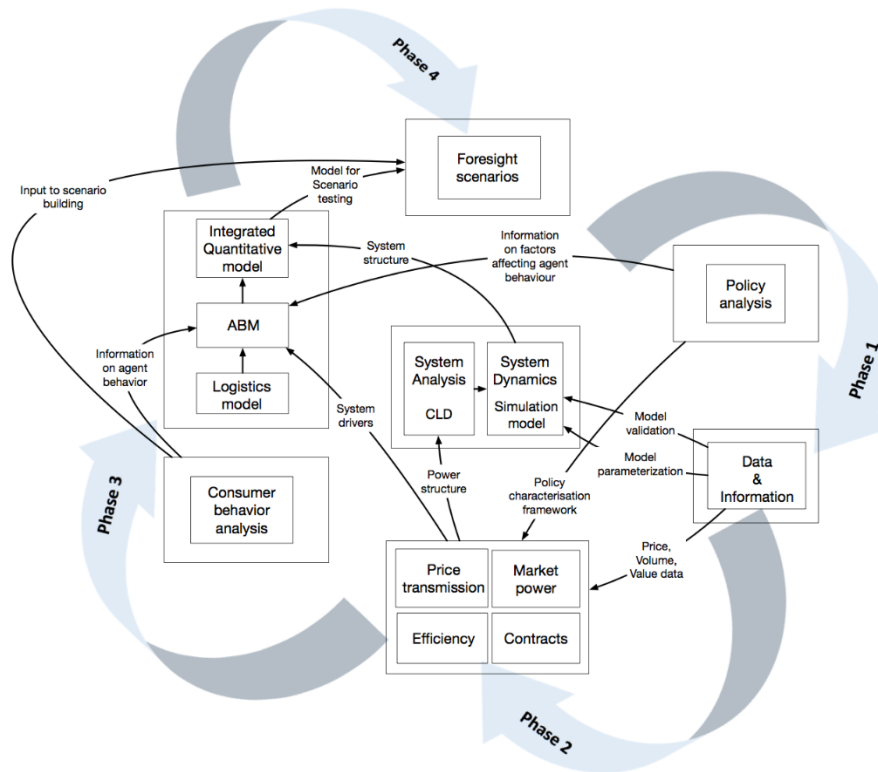 Phase 4
Foresight
scenarios
Input to scenario
building
Model for
Scenario
testing
Integrated
Quantitative
model
System
structure
Information
on factors
affecting agent
behaviour
Policy
analysis
ABM
Information
on agent
behavior
Logistics
model
System
Analysis
CLD
System
Dynamics
Simulation
model
Phase 1
System
drivers
Model
validation
Model
parameterization
Data
&
Information
Power
structure
Policy
characterisation
framework
Phase 3
Consumer
behavior
analysis
Price,
Volume,
Value data
Price
transmission
Market
power
Efficiency
Contracts
Phase 2